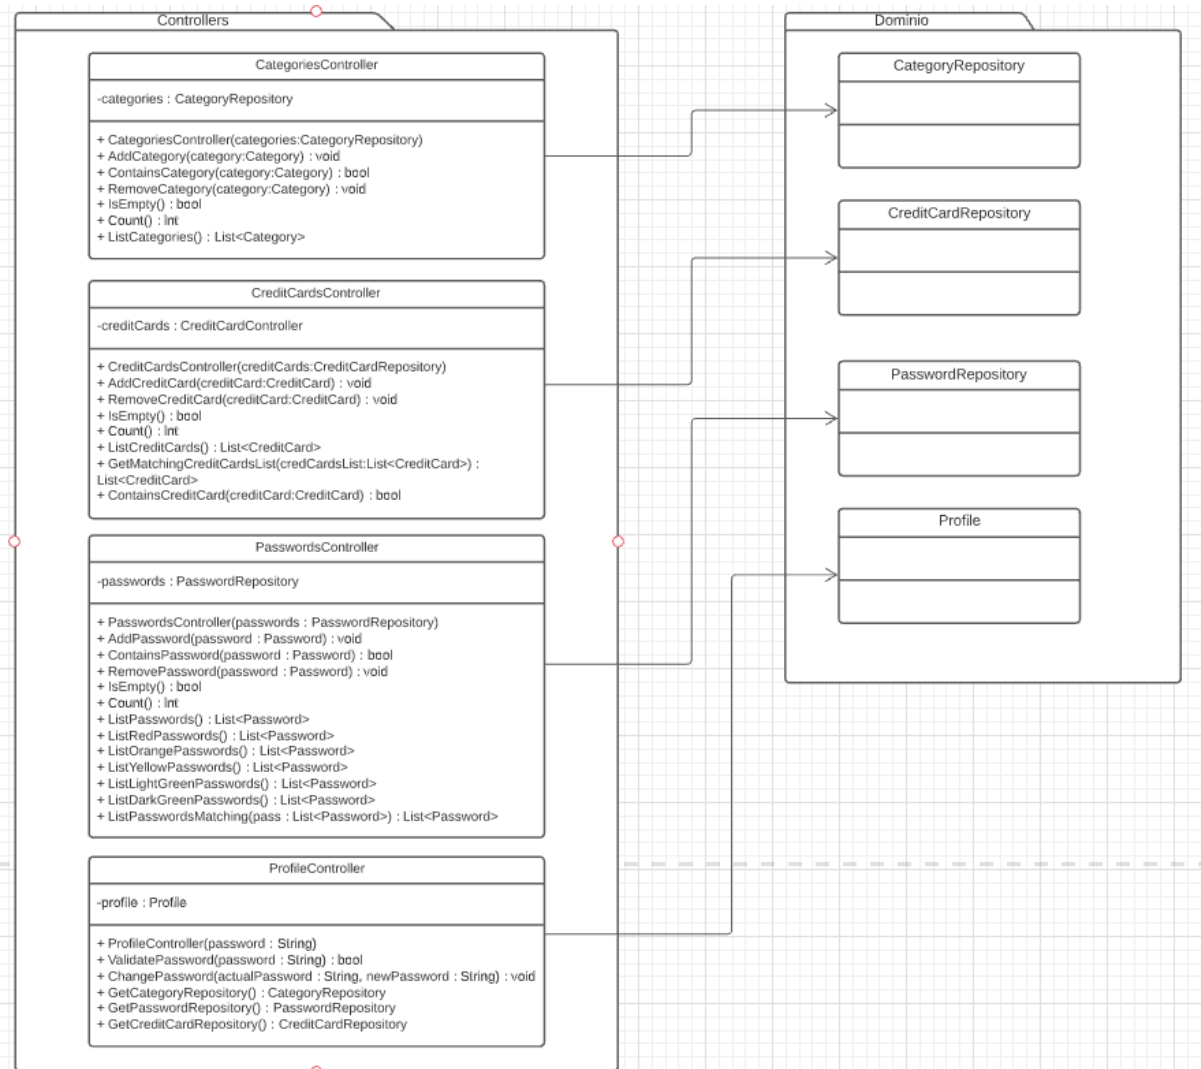 Controllers
CategoriesController
-categories : CategoryRepository
+ CategoriesController(categories:CategoryRepository)
+ AddCategory(category:Category) : void
+ ContainsCategory(category:Category) : bool
+ RemoveCategory(category:Category) : void
+ IsEmpty() : bool
+ Count() : int
+ ListCategories() : List<Category>
CreditCardsController
-creditCards : CreditCardController
+ CreditCardsController(creditCards:CreditCardRepository)
+ AddCreditCard(creditCard:CreditCard) : void
+ RemoveCreditCard(creditCard:CreditCard) : void
+ IsEmpty() : bool
+ Count() : int
+ ListCreditCards() : List<CreditCard>
+ GetMatchingCreditCardsList(credCardsList:List<CreditCard>) :
List<CreditCard>
+ ContainsCreditCard(creditCard:CreditCard) : bool
PasswordsController
-passwords : PasswordRepository
+ PasswordsController(passwords : PasswordRepository)
+ AddPassword(password : Password) : void
+ ContainsPassword(password : Password) : bool
+ RemovePassword(password : Password) : void
+ IsEmpty() : bool
+ Count() : int
+ ListPasswords() : List<Password>
+ ListRedPasswords() : List<Password>
+ ListOrangePasswords() : List<Password>
+ ListYellowPasswords() : List<Password>
+ ListLightGreenPasswords() : List<Password>
+ ListDarkGreenPasswords() : List<Password>
+ ListPasswordsMatching(pass : List<Password>) : List<Password>
ProfileController
-profile : Profile
+ ProfileController(password : String)
+ ValidatePassword(password : String) : bool
+ ChangePassword(actualPassword : String, newPassword : String) : void
+ GetCategoryRepository() : CategoryRepository
+ GetPasswordRepository() : PasswordRepository
+ GetCreditCardRepository() : CreditCardRepository
Dominio
CategoryRepository
CreditCardRepository
PasswordRepository
Profile